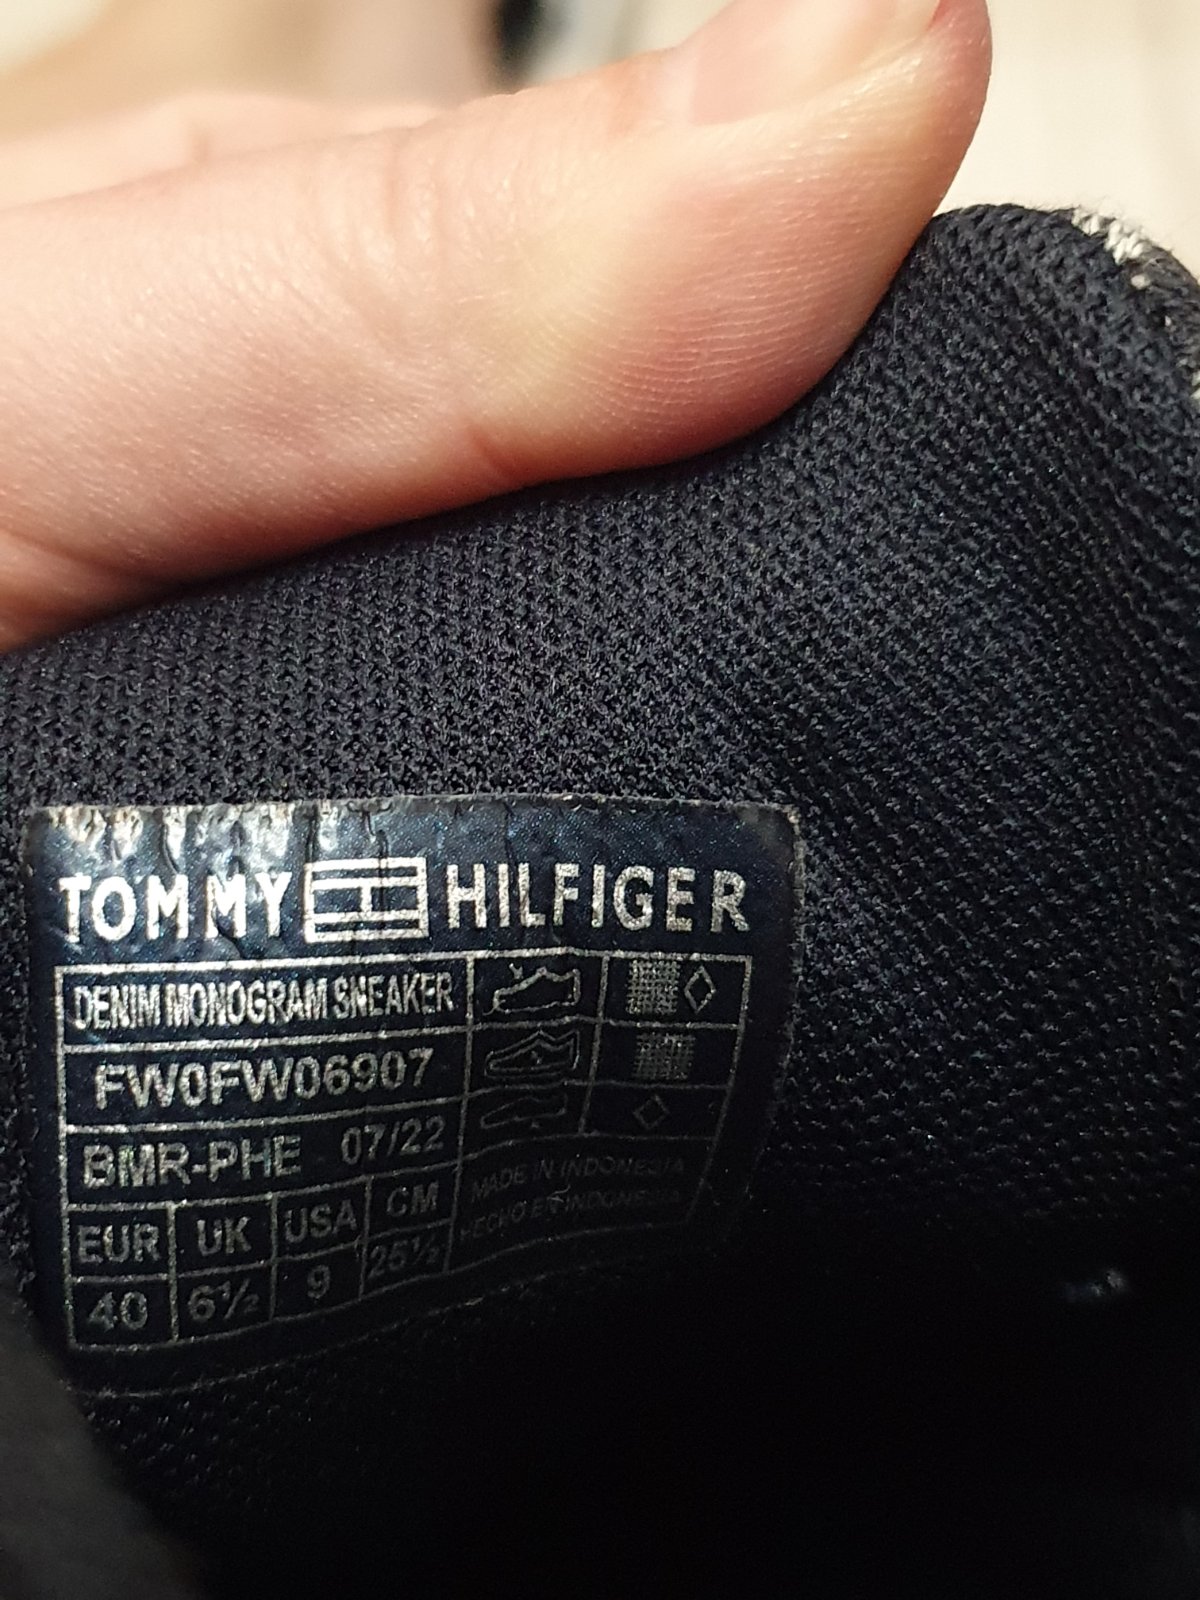 TOMMY HILFIGER
DENIM MONOGRAM SNEAKER
FW0FW06907
BMR-PHE 07/22
EUR UK USA CM
40 6½ 9 25½
MADE IN INDONESIA
HECHO EN INDONESIA